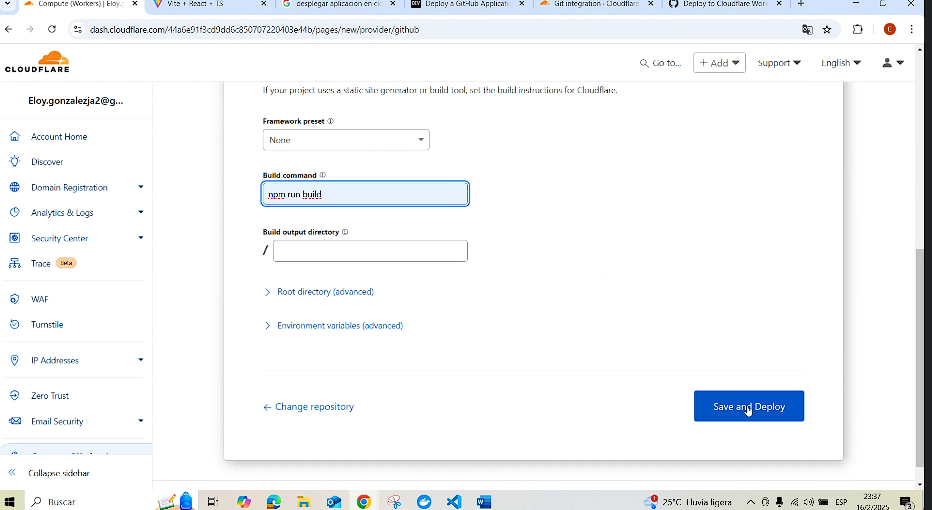 Compute (Workers) | Eloy.g
Vite + React + TS
desplegar aplicacion en clo
Deploy a GitHub Application
Git integration · Cloudflare
Deploy to Cloudflare Work
dash.cloudflare.com/44a6e91f3cd9dd6c850707220403e44b/pages/new/provider/github
E
CLOUDFLARE
Go to...
+ Add
Support
English
Eloy.gonzalezja2@g...
Account Home
Discover
Domain Registration
Analytics & Logs
Security Center
Trace beta
WAF
Turnstile
IP Addresses
Zero Trust
Email Security
Collapse sidebar
If your project uses a static site generator or build tool, set the build instructions for Cloudflare.
Framework preset
None
Build command
npm run build
Build output directory
/
Root directory (advanced)
Environment variables (advanced)
← Change repository
Save and Deploy
Buscar
25°C Lluvia ligera
ESP
23:37
16/2/2025